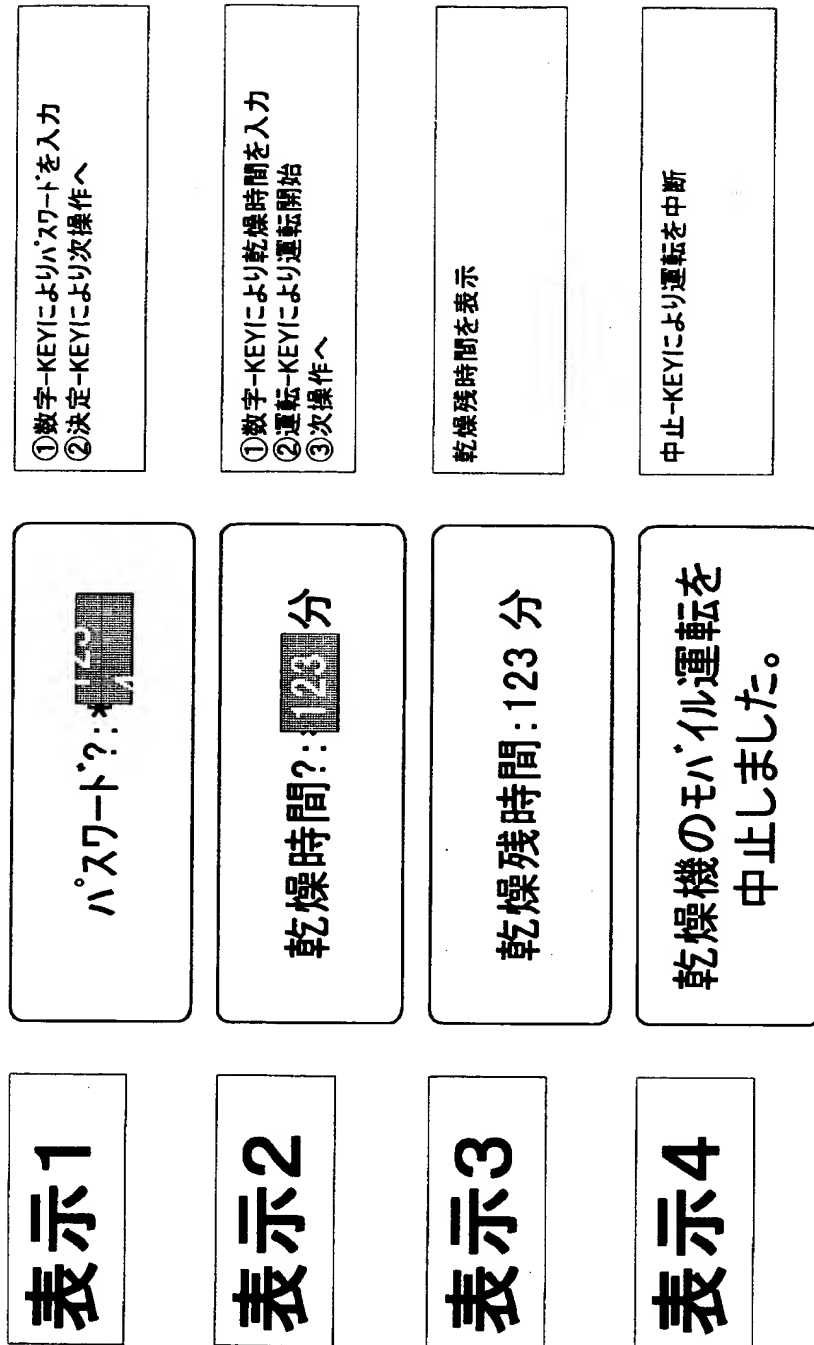 表示1
パスワード?:*
①数字-KEYによりパスワードを入力
②決定-KEYにより次操作へ
表示2
乾燥時間?:123 分
①数字-KEYにより乾燥時間を入力
②運転-KEYにより運転開始
③次操作へ
表示3
乾燥残時間:123 分
乾燥残時間を表示
表示4
乾燥機のモバイル運転を
中止しました。
中止-KEYにより運転を中断